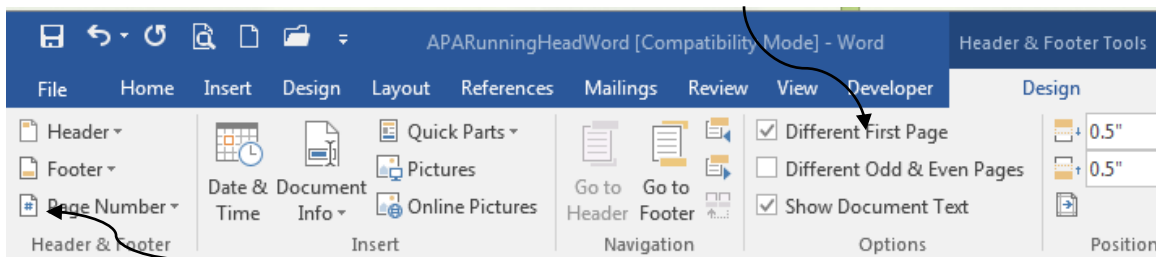 APARunningHeadWord [Compatibility Mode] - Word Header & Footer Tools
File Home Insert Design Layout References Mailings Review View Developer Design
Header
Footer
Page Number
Header & Footer
Date & Time
Document Info
Quick Parts
Pictures
Online Pictures
Insert
Go to Header
Go to Footer
Navigation
Different First Page
Different Odd & Even Pages
Show Document Text
Options
0.5"
0.5"
Position